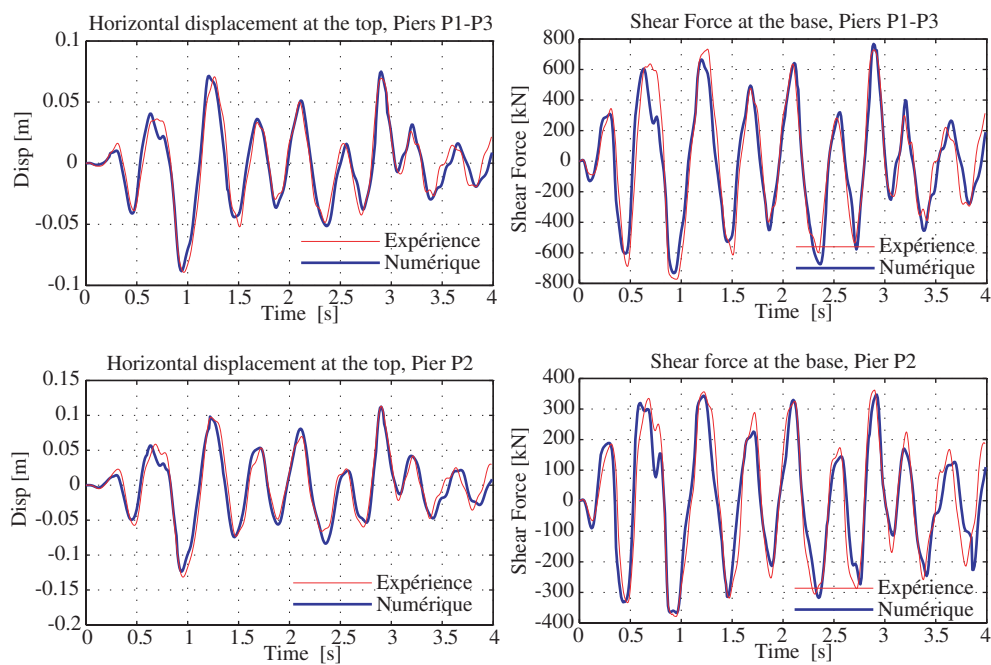 Horizontal displacement at the top, Piers P1-P3
0.1
0.05
0
-0.05
-0.1
Disp [m]
Expérience
Numérique
0 0.5 1 1.5 2 2.5 3 3.5 4
Time [s]
Shear Force at the base, Piers P1-P3
800
600
400
200
0
-200
-400
-600
-800
Shear Force [kN]
Expérience
Numérique
0 0.5 1 1.5 2 2.5 3 3.5 4
Time [s]
Horizontal displacement at the top, Pier P2
0.15
0.1
0.05
0
-0.05
-0.1
-0.15
-0.2
Disp [m]
Expérience
Numérique
0 0.5 1 1.5 2 2.5 3 3.5 4
Time [s]
Shear force at the base, Pier P2
400
300
200
100
0
-100
-200
-300
-400
Shear Force [kN]
Expérience
Numérique
0 0.5 1 1.5 2 2.5 3 3.5 4
Time [s]